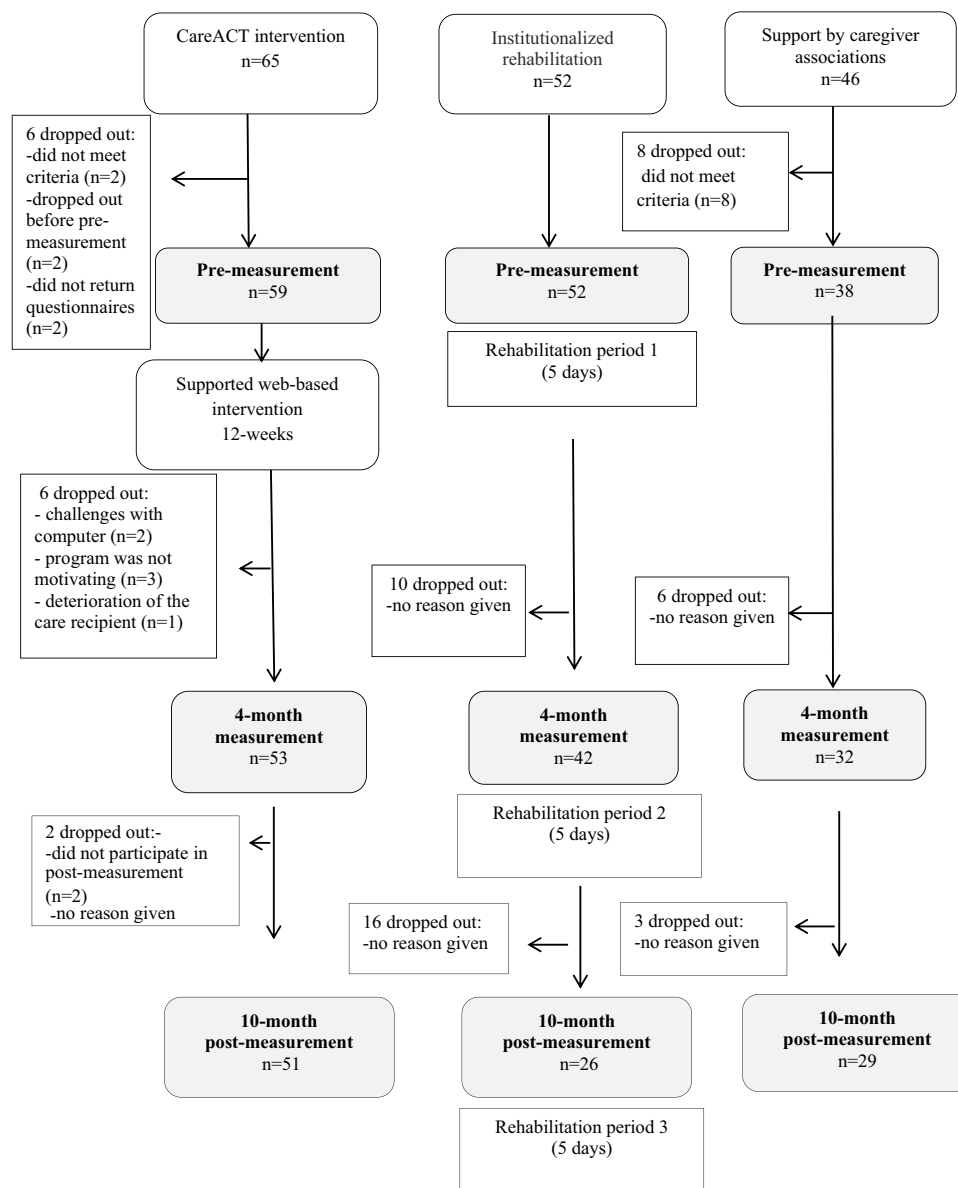 CareACT intervention
n=65
Institutionalized
rehabilitation
n=52
Support by caregiver
associations
n=46
6 dropped out:
-did not meet
criteria (n=2)
-dropped out
before pre-
measurement
(n=2)
-did not return
questionnaires
(n=2)
8 dropped out:
did not meet
criteria (n=8)
Pre-measurement
n=59
Pre-measurement
n=52
Pre-measurement
n=38
Rehabilitation period 1
(5 days)
Supported web-based
intervention
12-weeks
6 dropped out:
- challenges with
computer (n=2)
- program was not
motivating (n=3)
- deterioration of the
care recipient (n=1)
10 dropped out:
-no reason given
6 dropped out:
-no reason given
4-month
measurement
n=53
4-month
measurement
n=42
4-month
measurement
n=32
2 dropped out:-
-did not participate in
post-measurement
(n=2)
-no reason given
Rehabilitation period 2
(5 days)
16 dropped out:
-no reason given
3 dropped out:
-no reason given
10-month
post-measurement
n=51
10-month
post-measurement
n=26
10-month
post-measurement
n=29
Rehabilitation period 3
(5 days)